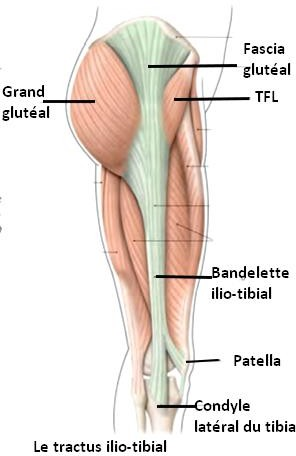 Fascia
glutéal
Grand
glutéal
TFL
Bandelette
ilio-tibial
Patella
Condyle
latéral du tibia
Le tractus ilio-tibial